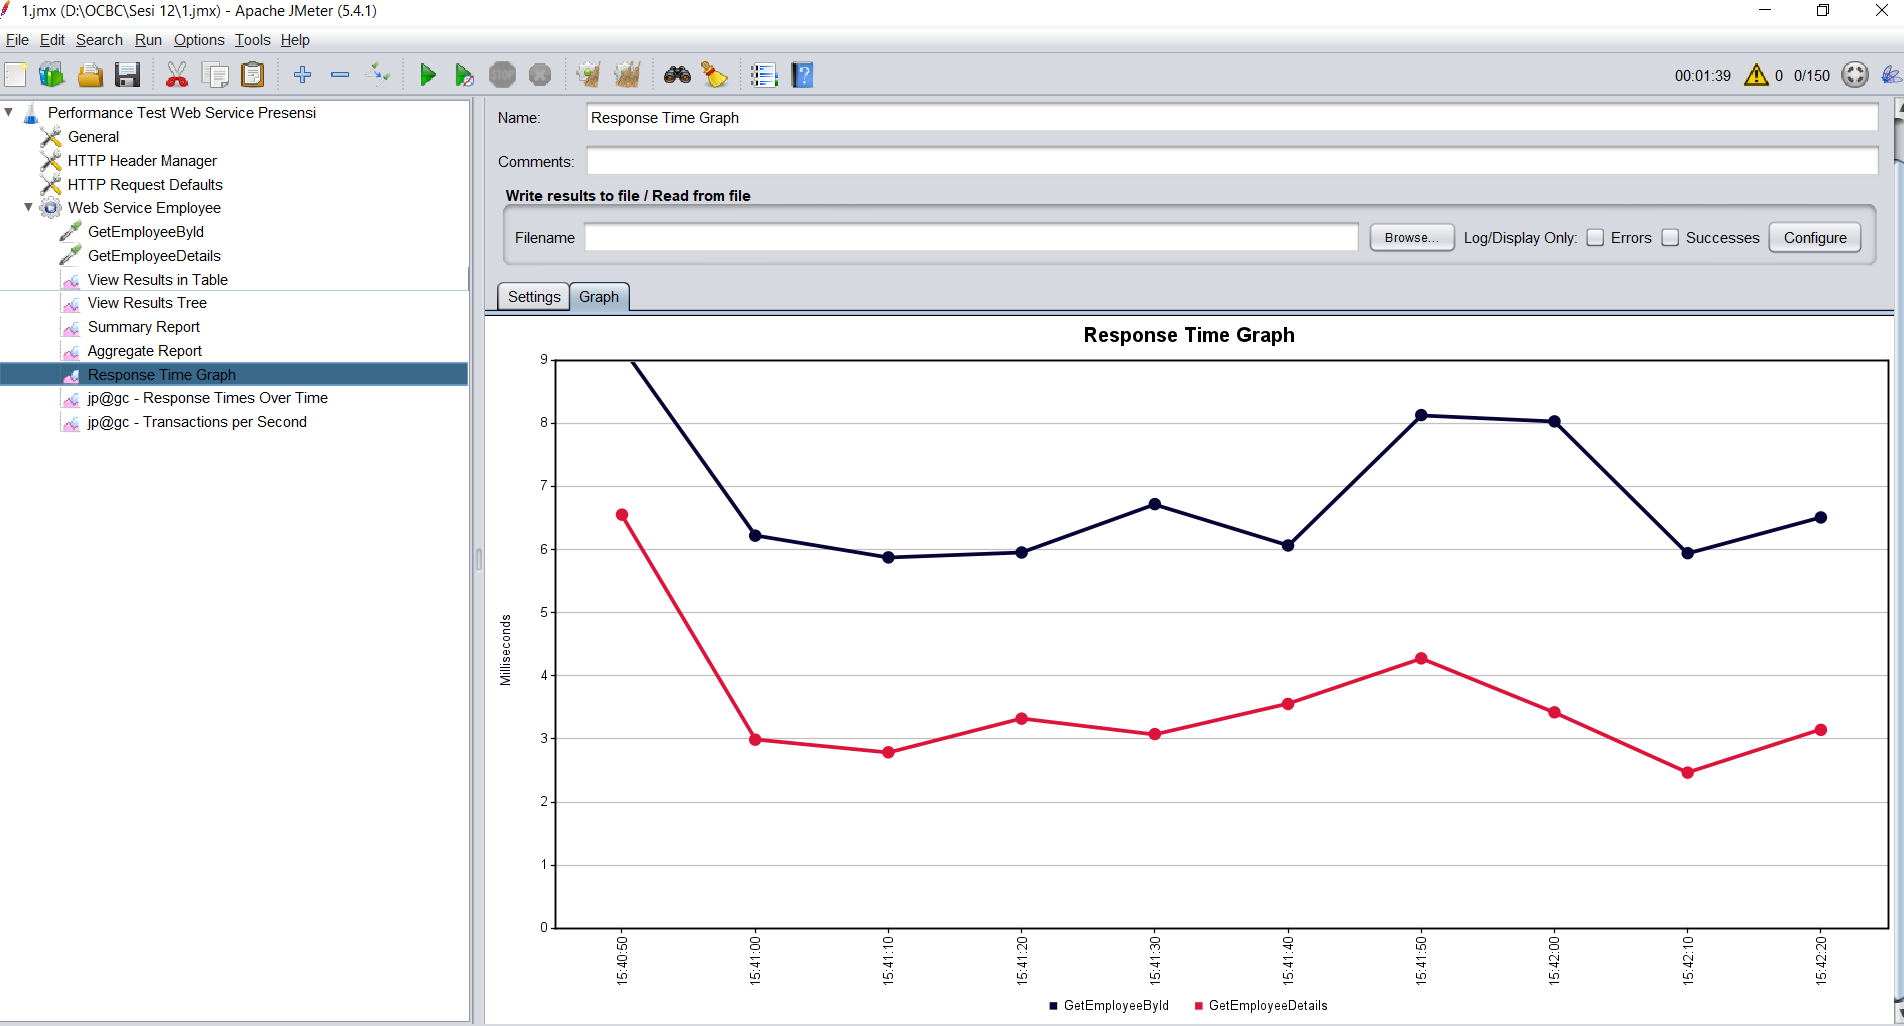 1.jmx (D:\OCBC\Sesi 12\1.jmx) - Apache JMeter (5.4.1)
File Edit Search Run Options Tools Help
STOP
00:01:39 0 0/150
Performance Test Web Service Presensi
General
HTTP Header Manager
HTTP Request Defaults
Web Service Employee
GetEmployeeById
GetEmployeeDetails
View Results in Table
View Results Tree
Summary Report
Aggregate Report
Response Time Graph
jp@gc - Response Times Over Time
jp@gc - Transactions per Second
Name: Response Time Graph
Comments:
Write results to file / Read from file
Filename Browse... Log/Display Only: Errors Successes Configure
Settings Graph
Response Time Graph
Milliseconds
9
8
7
6
5
4
3
2
1
0
15:40:50 15:41:00 15:41:10 15:41:20 15:41:30 15:41:40 15:41:50 15:42:00 15:42:10 15:42:20
GetEmployeeById GetEmployeeDetails